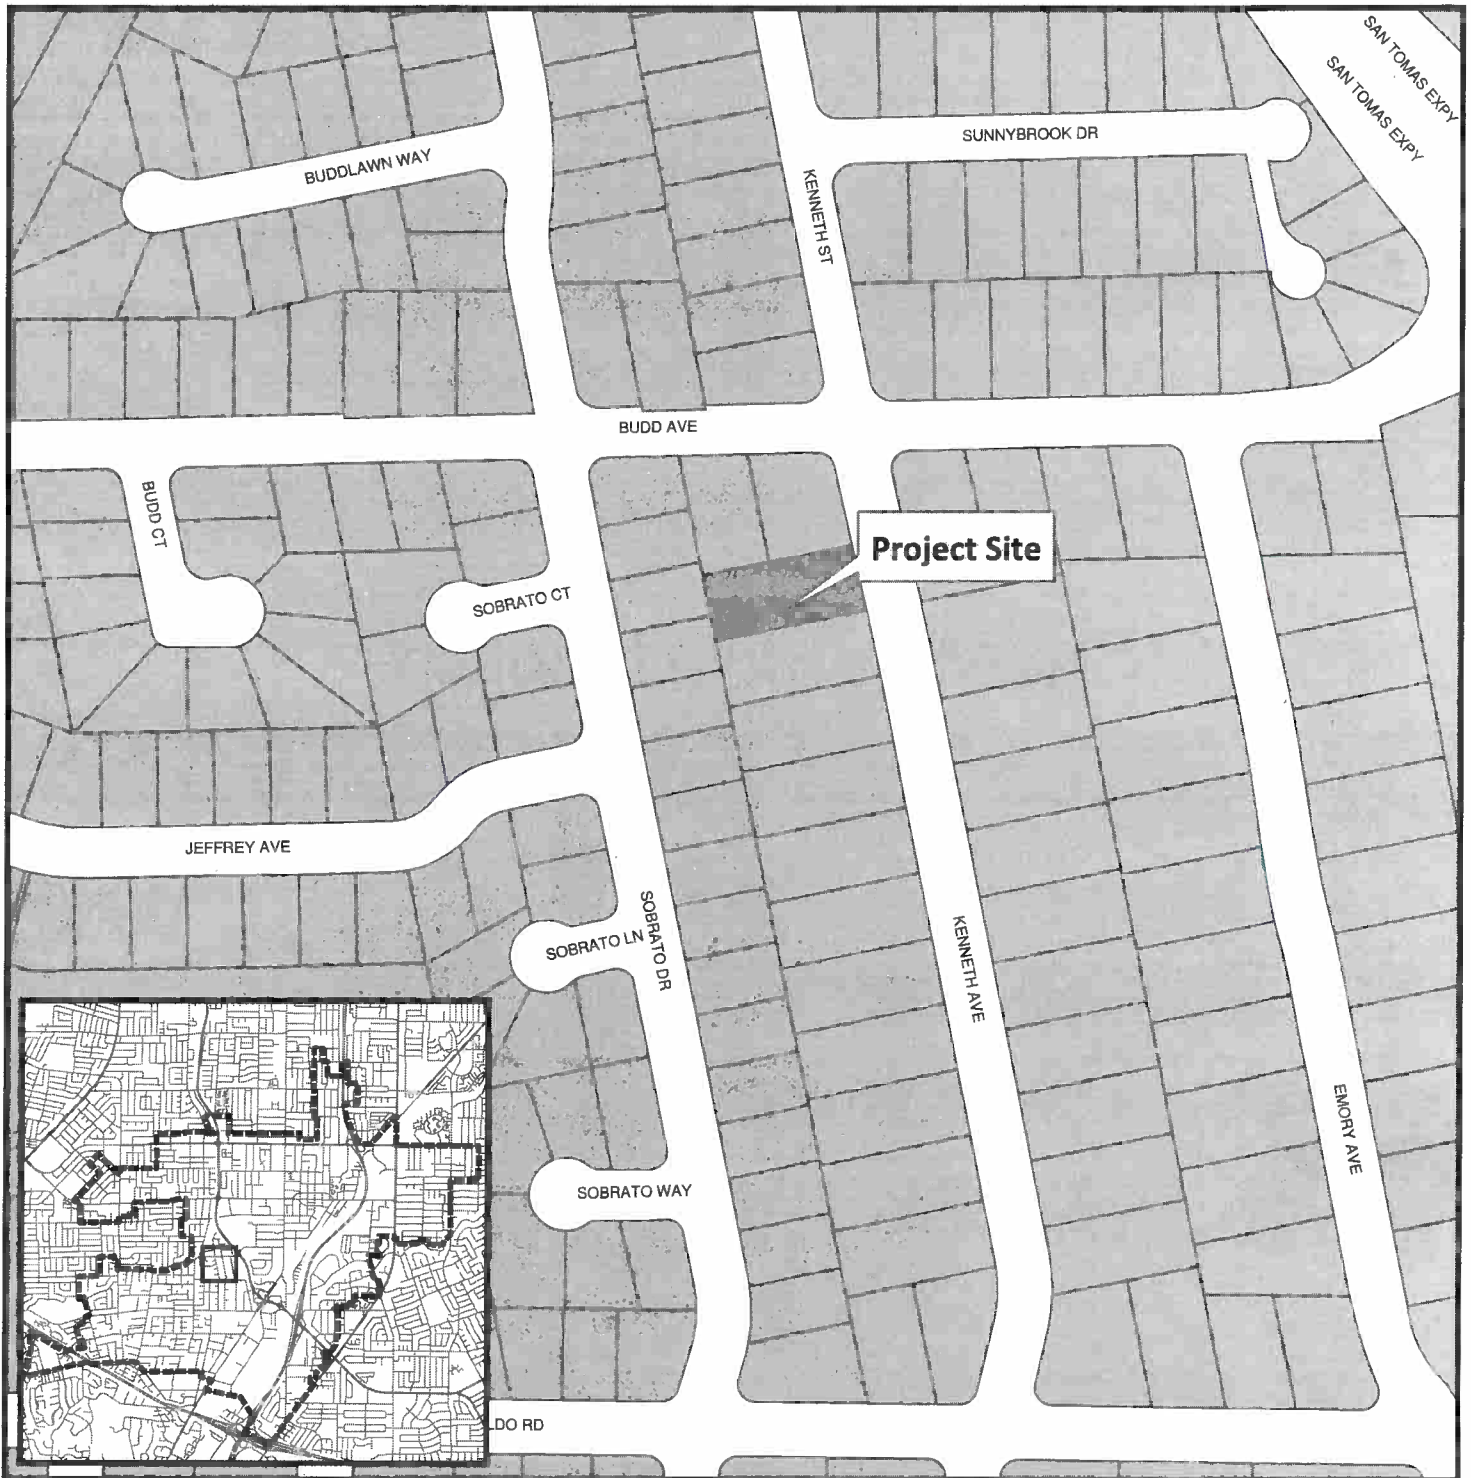 SAN TOMAS EXPY
SAN TOMAS EXPY
SUNNYBROOK DR
BUDDLAWN WAY
KENNETH ST
BUDD AVE
BUDD CT
Project Site
SOBRATO CT
JEFFREY AVE
SOBRATO LN
SOBRATO DR
KENNETH AVE
EMORY AVE
SOBRATO WAY
LDO RD